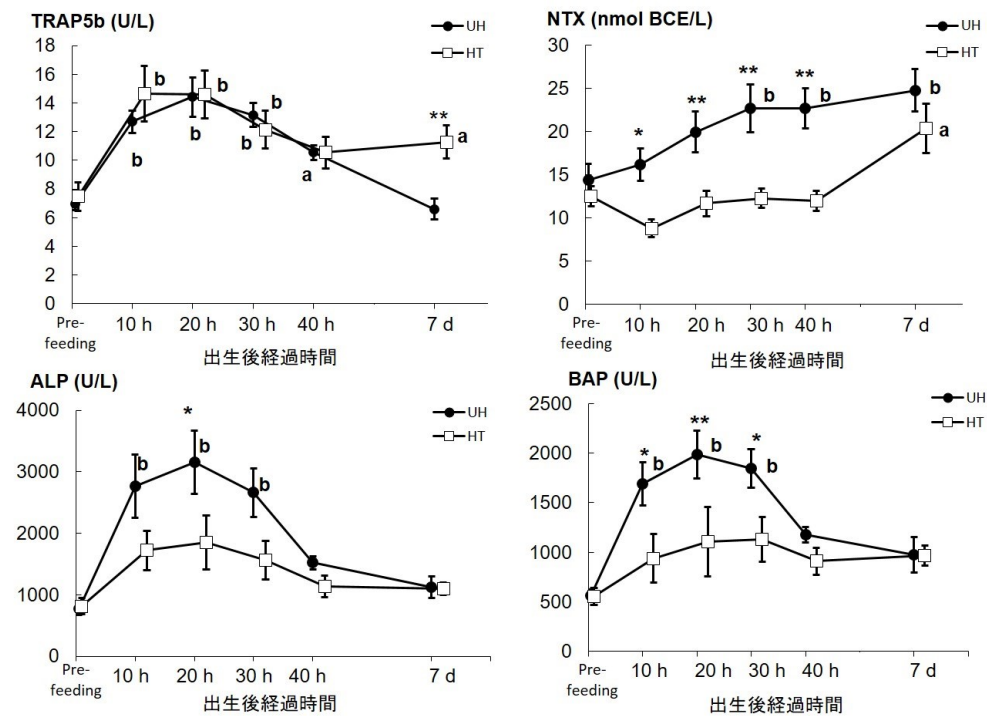 TRAP5b (U/L)
UH
HT
18
16
14
12
10
8
6
4
2
0
b
b
b
b
b
b
a
**
a
Pre-
feeding
10 h
20 h
30 h
40 h
7 d
出生後経過時間
NTX (nmol BCE/L)
UH
HT
30
25
20
15
10
5
0
*
**
**
b
**
b
b
a
Pre-
feeding
10 h
20 h
30 h
40 h
7 d
出生後経過時間
ALP (U/L)
UH
HT
4000
3000
2000
1000
0
b
*
b
b
Pre-
feeding
10 h
20 h
30 h
40 h
7 d
出生後経過時間
BAP (U/L)
UH
HT
2500
2000
1500
1000
500
0
*
b
**
b
*
b
Pre-
feeding
10 h
20 h
30 h
40 h
7 d
出生後経過時間